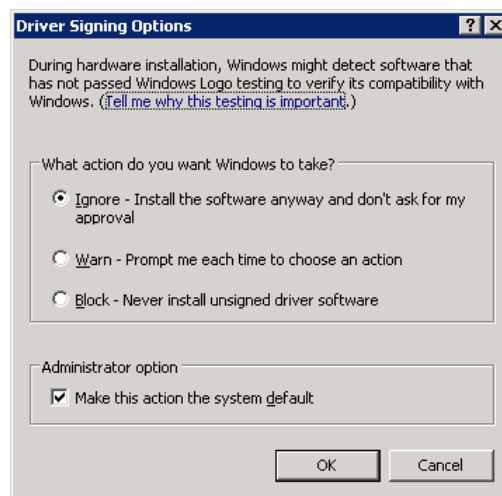 Driver Signing Options
During hardware installation, Windows might detect software that
has not passed Windows Logo testing to verify its compatibility with
Windows. (Tell me why this testing is important.)
What action do you want Windows to take?
Ignore - Install the software anyway and don't ask for my
approval
Warn - Prompt me each time to choose an action
Block - Never install unsigned driver software
Administrator option
Make this action the system default
OK Cancel